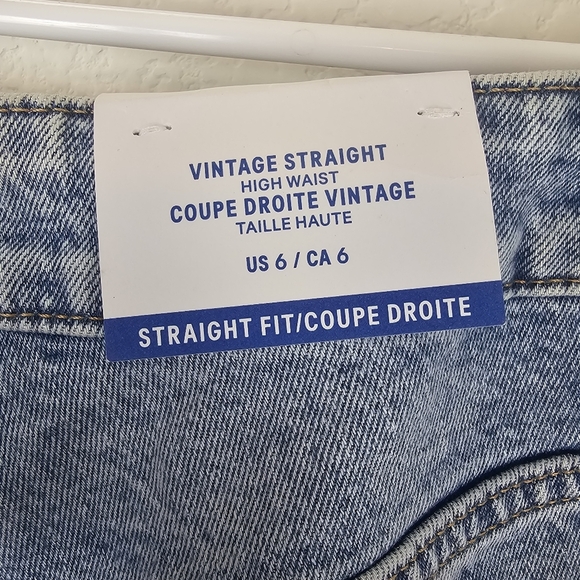 VINTAGE STRAIGHT
HIGH WAIST
COUPE DROITE VINTAGE
TAILLE HAUTE
US 6 / CA 6
STRAIGHT FIT/COUPE DROITE